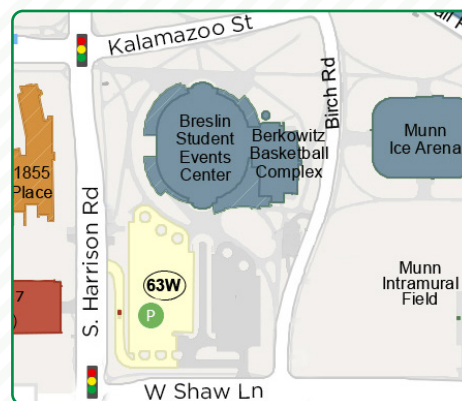 Kalamazoo St
Birch Rd
Breslin
Student
Events
Center
Berkowitz
Basketball
Complex
Munn
Ice Arena
1855
Place
S. Harrison Rd
63W
P
Munn
Intramural
Field
7
)
W Shaw Ln